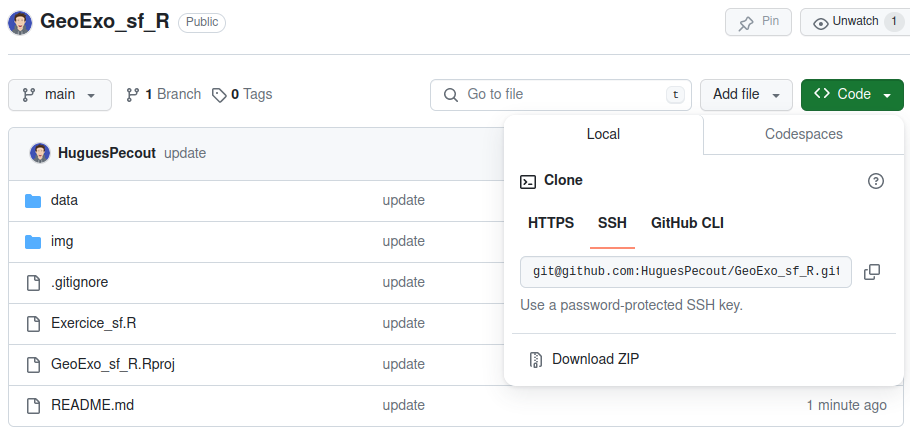 GeoExo_sf_R Public Pin Unwatch 1
main 1 Branch 0 Tags Go to file t Add file <> Code
Local Codespaces
HuguesPecout update
Clone
data update
HTTPS SSH GitHub CLI
img update
git@github.com:HuguesPecout/GeoExo_sf_R.git
.gitignore update
Use a password-protected SSH key.
Exercice_sf.R update
GeoExo_sf_R.Rproj update
Download ZIP
README.md update 1 minute ago